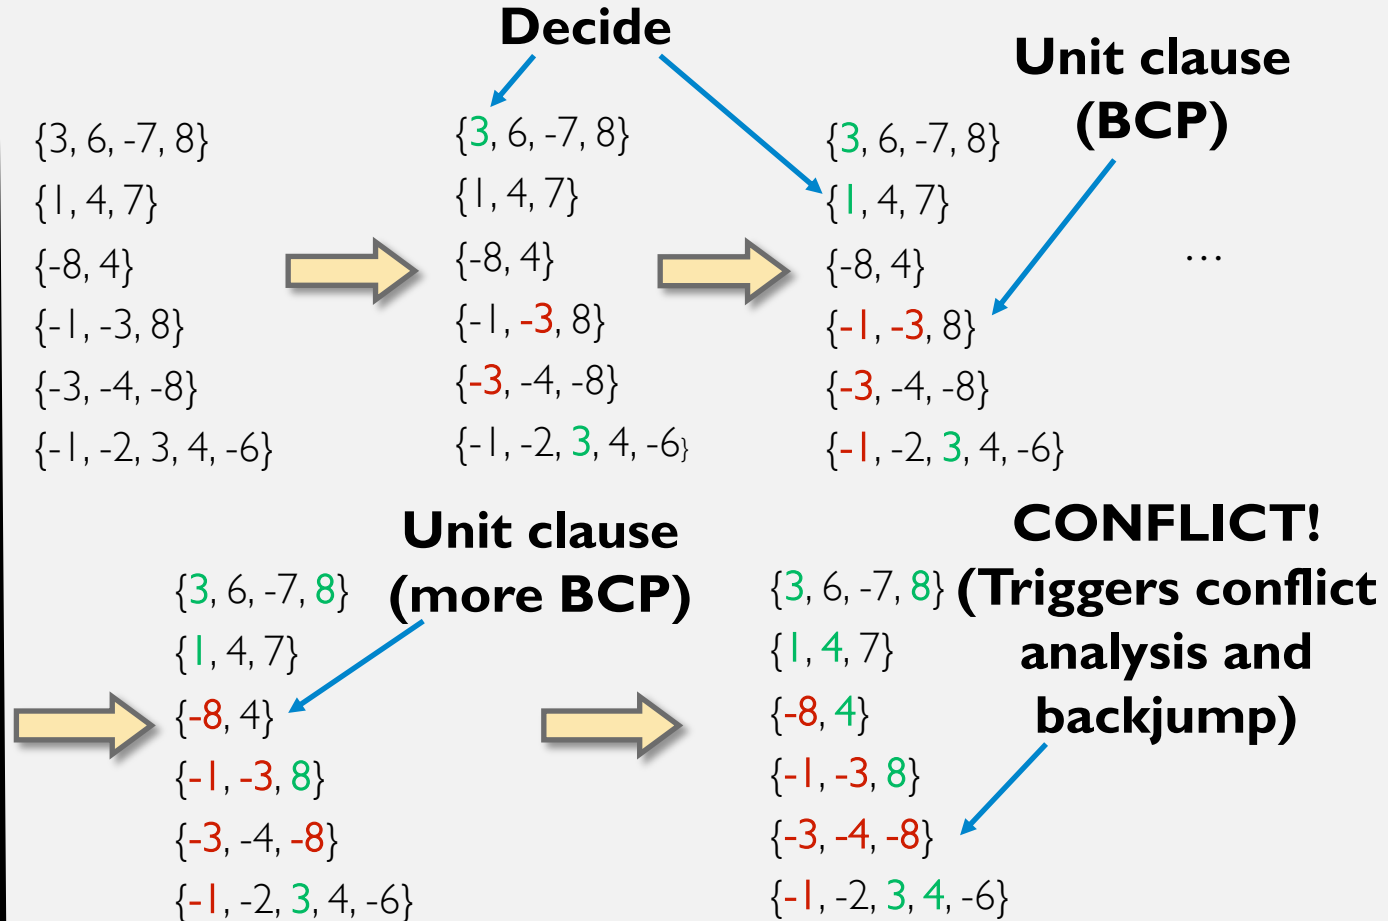 Decide
Unit clause
(BCP)
{3, 6, -7, 8}
{1, 4, 7}
{-8, 4}
{-1, -3, 8}
{-3, -4, -8}
{-1, -2, 3, 4, -6}
{3, 6, -7, 8}
{1, 4, 7}
{-8, 4}
{-1, -3, 8}
{-3, -4, -8}
{-1, -2, 3, 4, -6}
{3, 6, -7, 8}
{1, 4, 7}
{-8, 4}
{-1, -3, 8}
{-3, -4, -8}
{-1, -2, 3, 4, -6}
...
Unit clause
(more BCP)
{3, 6, -7, 8}
{1, 4, 7}
{-8, 4}
{-1, -3, 8}
{-3, -4, -8}
{-1, -2, 3, 4, -6}
CONFLICT!
(Triggers conflict
analysis and
backjump)
{3, 6, -7, 8}
{1, 4, 7}
{-8, 4}
{-1, -3, 8}
{-3, -4, -8}
{-1, -2, 3, 4, -6}